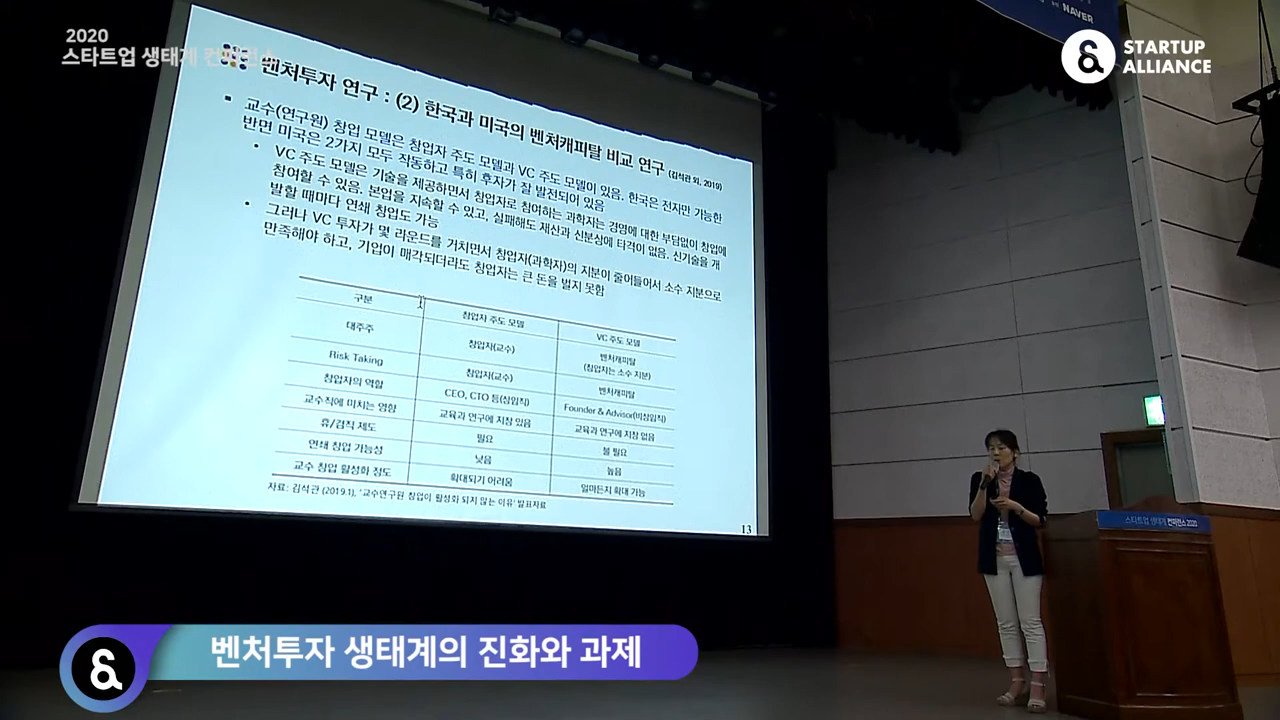 2020
스타트업 생태계 컨퍼런스
NAVER
STARTUP
ALLIANCE
벤처투자 연구 : (2) 한국과 미국의 벤처캐피탈 비교 연구 (김석관 외, 2019)
교수(연구원) 창업 모델은 창업자 주도 모델과 VC 주도 모델이 있음. 한국은 전자만 가능한
반면 미국은 2가지 모두 작동하고 특히 후자가 잘 발전되어 있음
VC 주도 모델은 기술을 제공하면서 창업자로 참여하는 과학자는 경영에 대한 부담없이 창업에
참여할 수 있음. 본업을 지속할 수 있고, 실패해도 재산과 신분상에 타격이 없음. 신기술을 개
발할 때마다 연쇄 창업도 가능
그러나 VC 투자가 몇 라운드를 거치면서 창업자(과학자)의 지분이 줄어들어서 소수 지분으로
만족해야 하고, 기업이 매각되더라도 창업자는 큰 돈을 벌지 못함
구분 창업자 주도 모델 VC 주도 모델
대주주 창업자(교수) 벤처캐피탈
(창업자는 소수 지분)
Risk Taking 창업자(교수) 벤처캐피탈
창업자의 역할 CEO, CTO 등(상임직) Founder & Advisor(비상임직)
교수직에 미치는 영향 교육과 연구에 지장 있음 교육과 연구에 지장 없음
휴/겸직 제도 필요 불 필요
연쇄 창업 가능성 낮음 높음
교수 창업 활성화 정도 확대되기 어려움 얼마든지 확대 가능
자료: 김석관 (2019.1), '교수연구원 창업이 활성화 되지 않는 이유' 발표자료
13
스타트업 생태계 컨퍼런스 2020
벤처투자 생태계의 진화와 과제